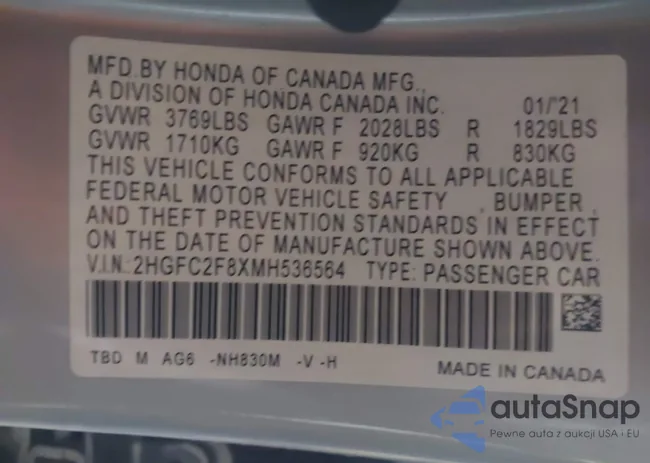 MFD.BY HONDA OF CANADA MFG.,
A DIVISION OF HONDA CANADA INC. 01/'21
GVWR 3769LBS GAWR F 2028LBS R 1829LBS
GVWR 1710KG GAWR F 920KG R 830KG
THIS VEHICLE CONFORMS TO ALL APPLICABLE
FEDERAL MOTOR VEHICLE SAFETY , BUMPER ,
AND THEFT PREVENTION STANDARDS IN EFFECT
ON THE DATE OF MANUFACTURE SHOWN ABOVE.
V.I.N.:2HGFC2F8XMH536564 TYPE: PASSENGER CAR
TBD M AG6 -NH830M -V -H MADE IN CANADA
autaSnap
Pewne auta z aukcji USA i EU